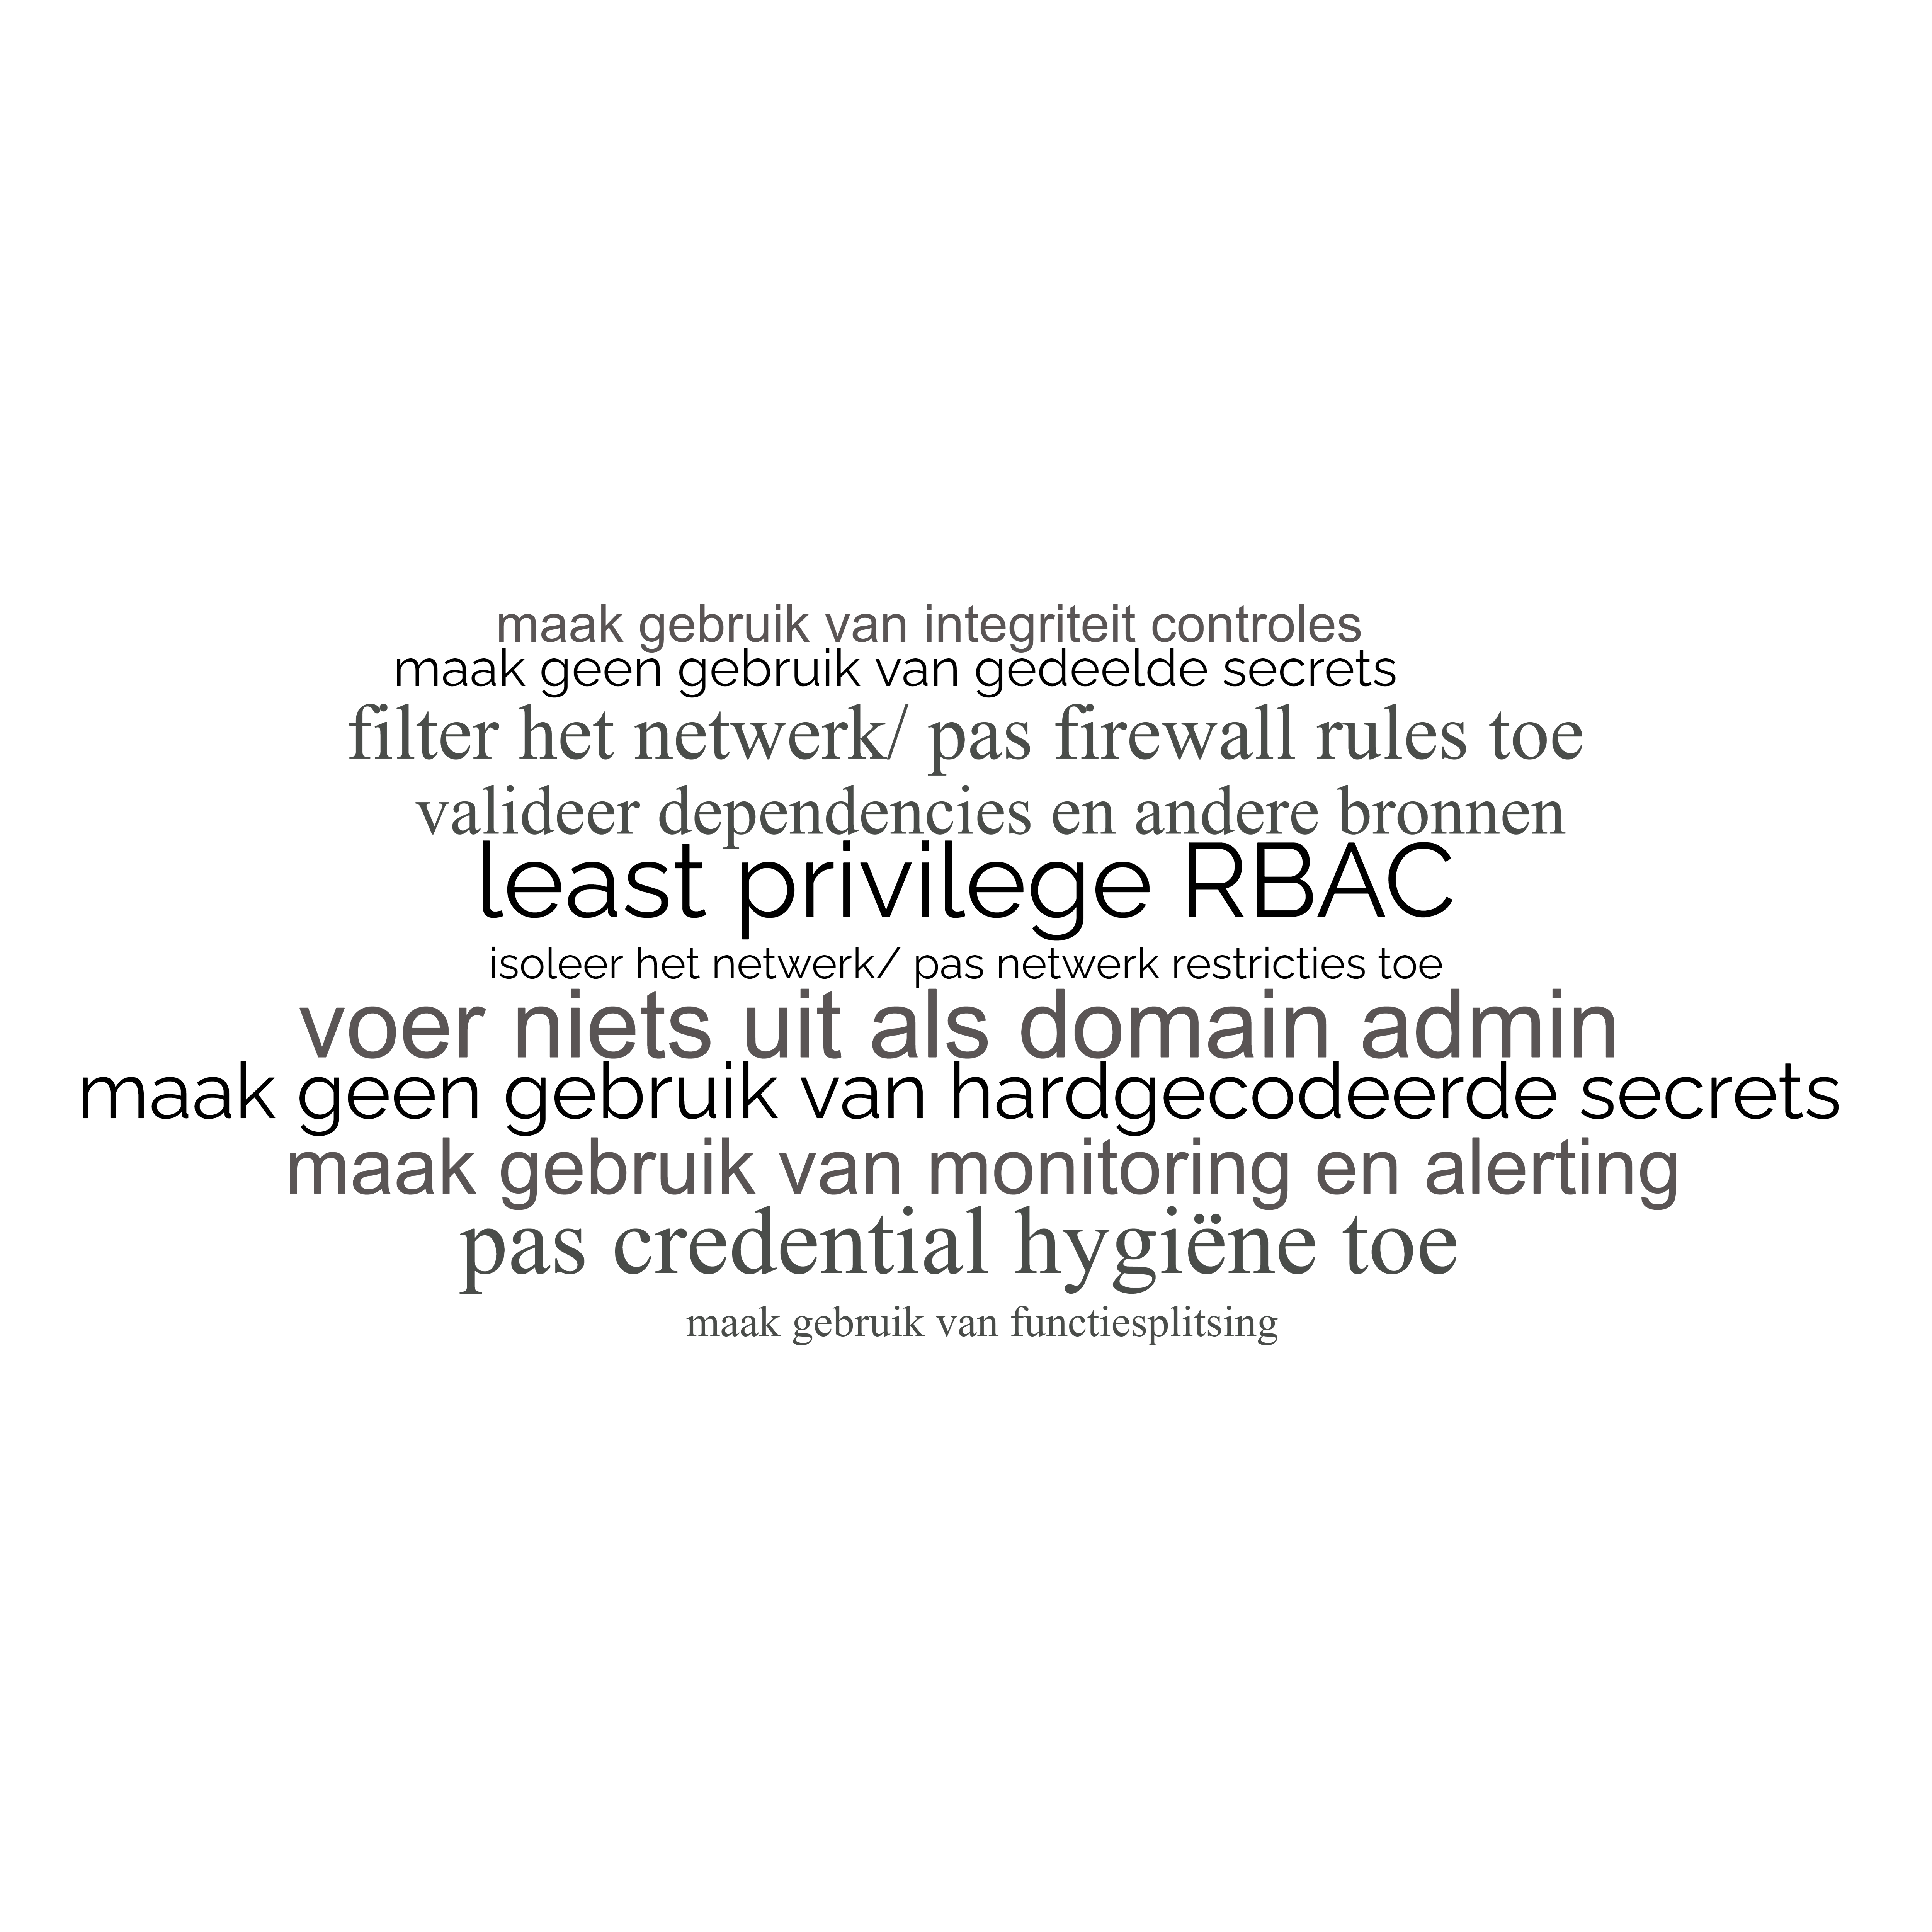 maak gebruik van integriteit controles
maak geen gebruik van gedeelde secrets
filter het netwerk/ pas firewall rules toe
valideer dependencies en andere bronnen
least privilege RBAC
isoleer het netwerk/ pas netwerk restricties toe
voer niets uit als domain admin
maak geen gebruik van hardgecodeerde secrets
maak gebruik van monitoring en alerting
pas credential hygiëne toe
maak gebruik van functiesplitsing